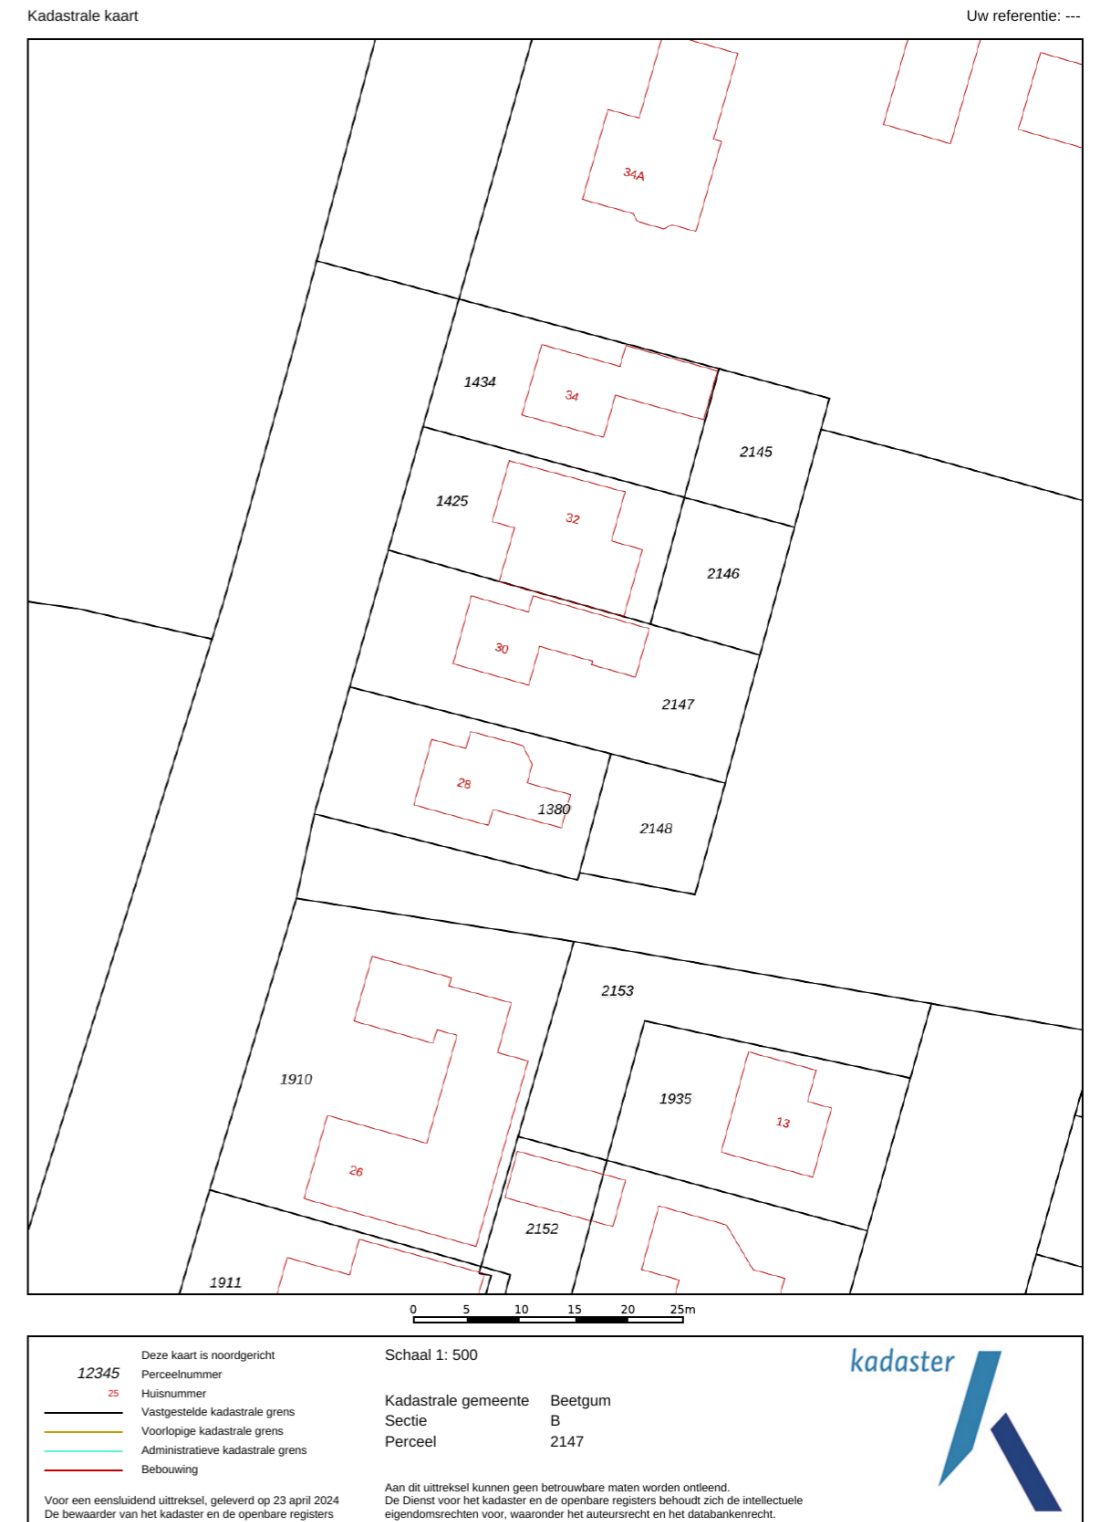 Kadastrale kaart
Uw referentie: ---
34A
1434
34
2145
1425
32
2146
30
2147
28
1380
2148
2153
1910
1935
13
26
2152
1911
0 5 10 15 20 25m
Deze kaart is noordgericht
12345 Perceelnummer
25 Huisnummer
Vastgestelde kadastrale grens
Voorlopige kadastrale grens
Administratieve kadastrale grens
Bebouwing
Voor een eensluidend uittreksel, geleverd op 23 april 2024
De bewaarder van het kadaster en de openbare registers
Schaal 1: 500
Kadastrale gemeente Beetgum
Sectie B
Perceel 2147
Aan dit uittreksel kunnen geen betrouwbare maten worden ontleend.
De Dienst voor het kadaster en de openbare registers behoudt zich de intellectuele
eigendomsrechten voor, waaronder het auteursrecht en het databankenrecht.
kadaster